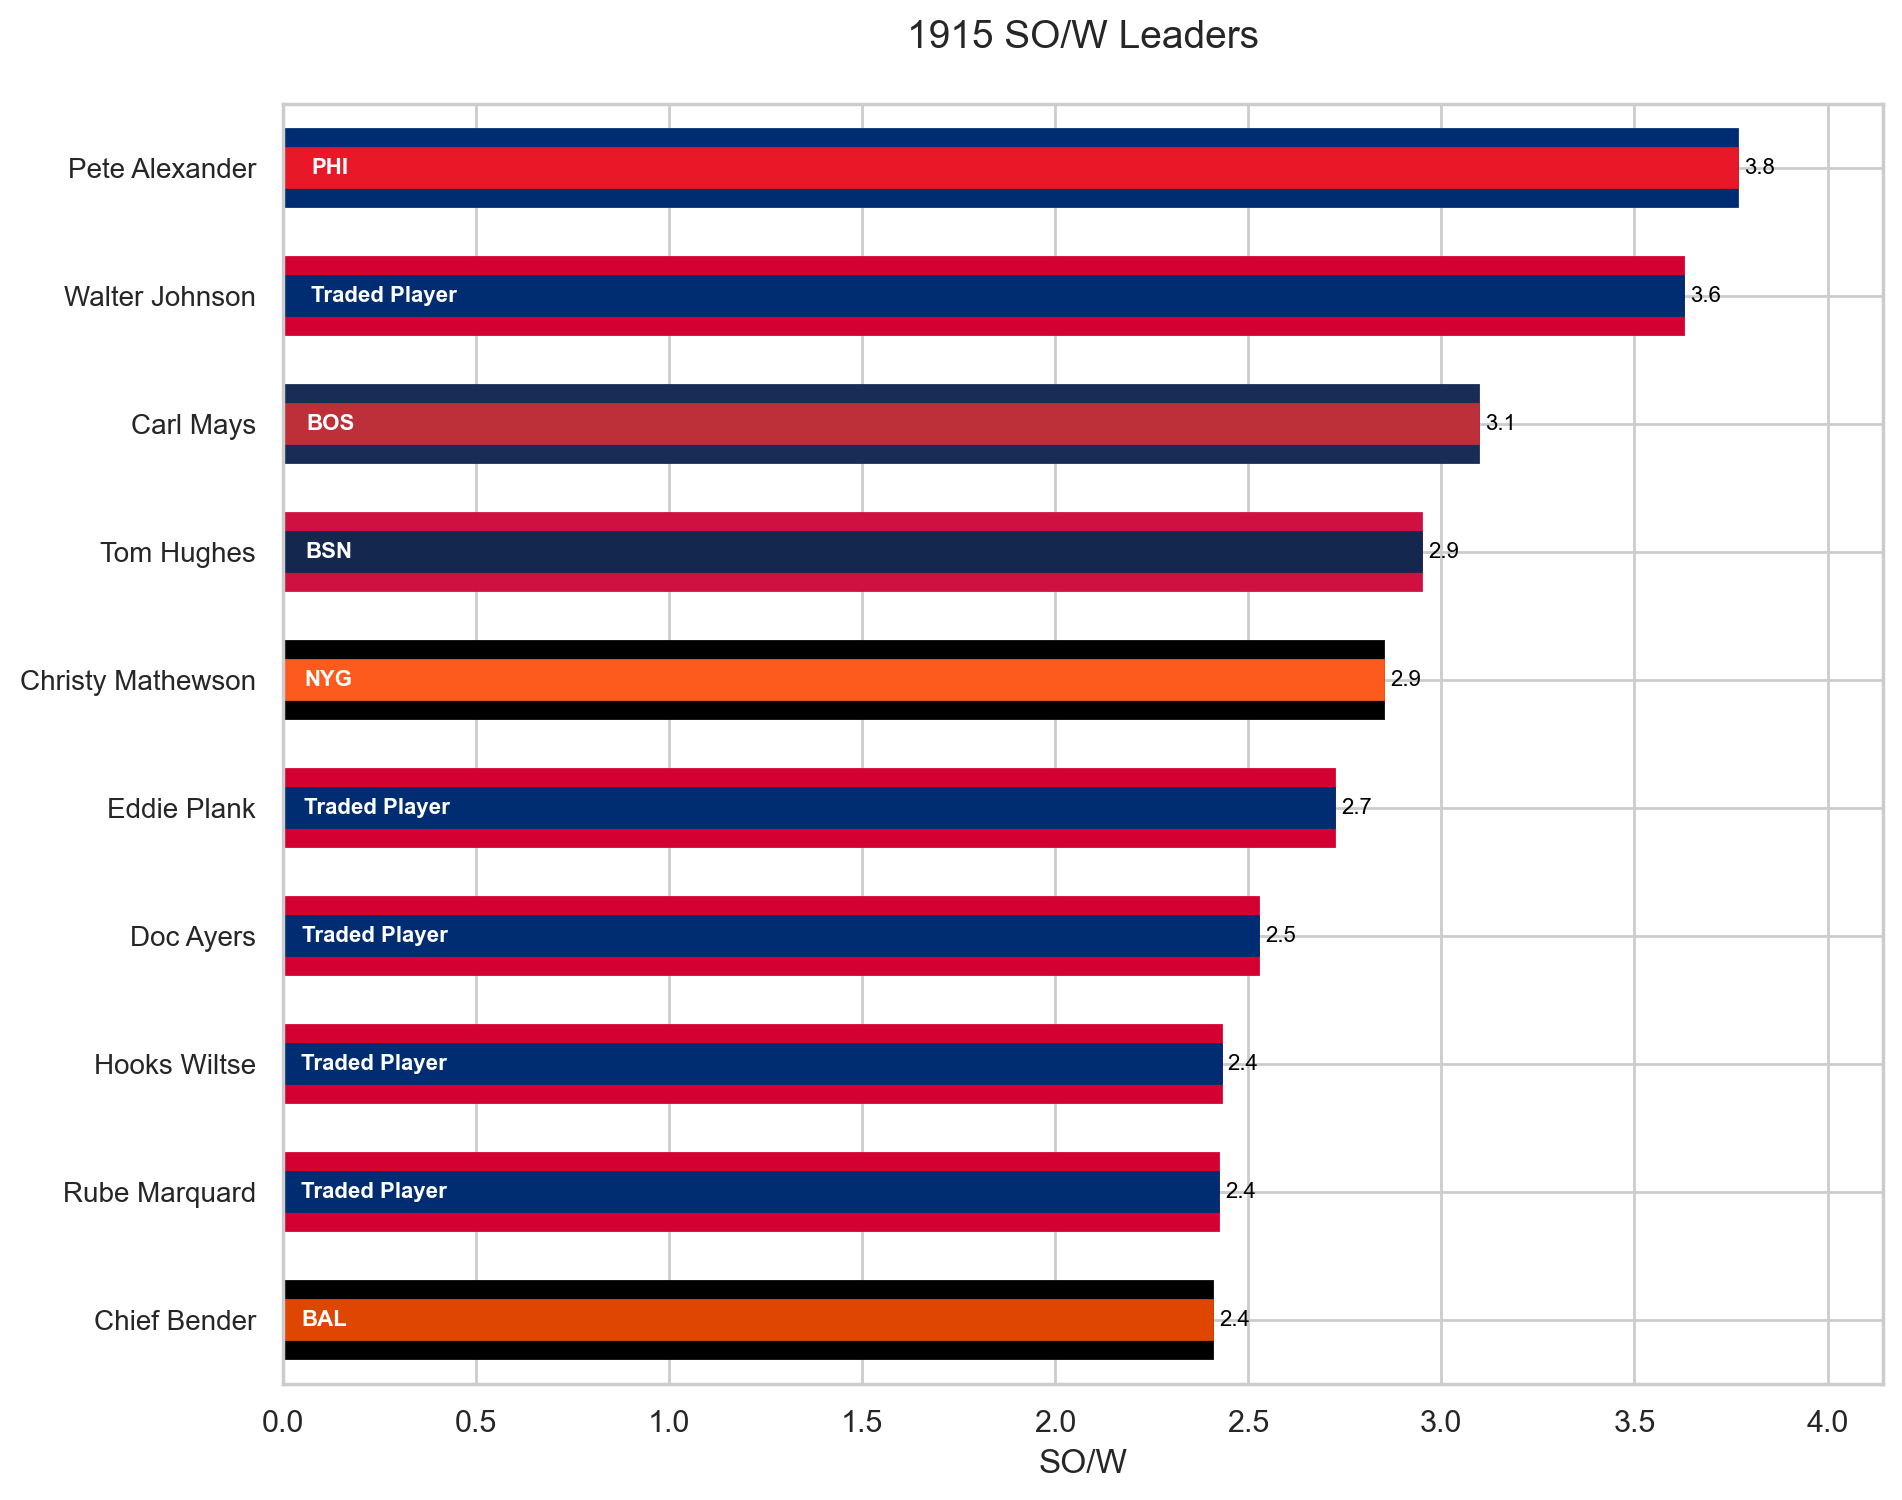 1915 SO/W Leaders
Pete Alexander PHI 3.8
Walter Johnson Traded Player 3.6
Carl Mays BOS 3.1
Tom Hughes BSN 2.9
Christy Mathewson NYG 2.9
Eddie Plank Traded Player 2.7
Doc Ayers Traded Player 2.5
Hooks Wiltse Traded Player 2.4
Rube Marquard Traded Player 2.4
Chief Bender BAL 2.4
0.0 0.5 1.0 1.5 2.0 2.5 3.0 3.5 4.0
SO/W